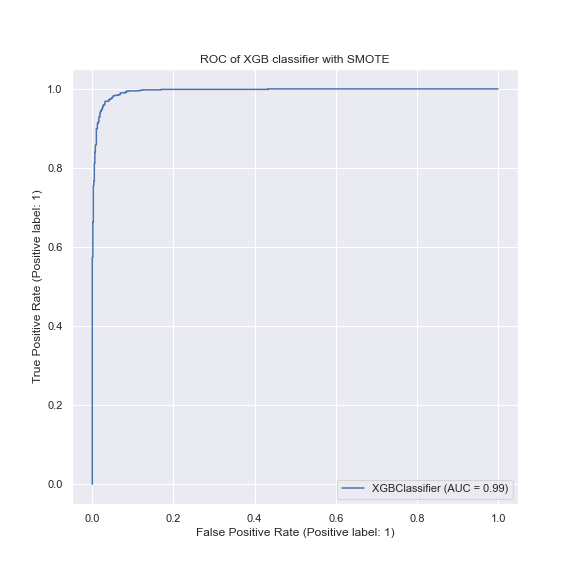 ROC of XGB classifier with SMOTE
1.0
0.8
0.6
0.4
0.2
0.0
True Positive Rate (Positive label: 1)
XGBClassifier (AUC = 0.99)
0.0 0.2 0.4 0.6 0.8 1.0
False Positive Rate (Positive label: 1)